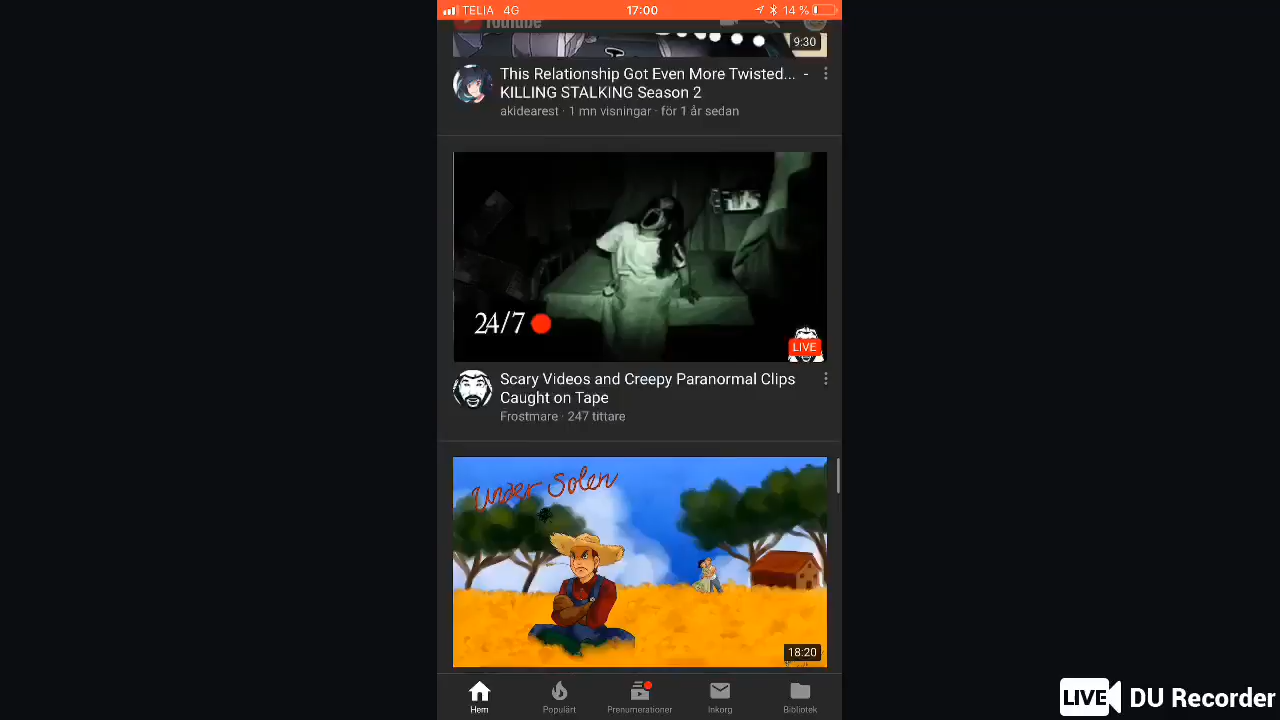 TELIA 4G 17:00 14 %
YouTube
9:30
This Relationship Got Even More Twisted... -
KILLING STALKING Season 2
akidearest · 1 mn visningar · för 1 år sedan
24/7
LIVE
Scary Videos and Creepy Paranormal Clips
Caught on Tape
Frostmare · 247 tittare
Under Solen
18:20
Hem Populärt Prenumerationer Inkorg Bibliotek
LIVE DU Recorder